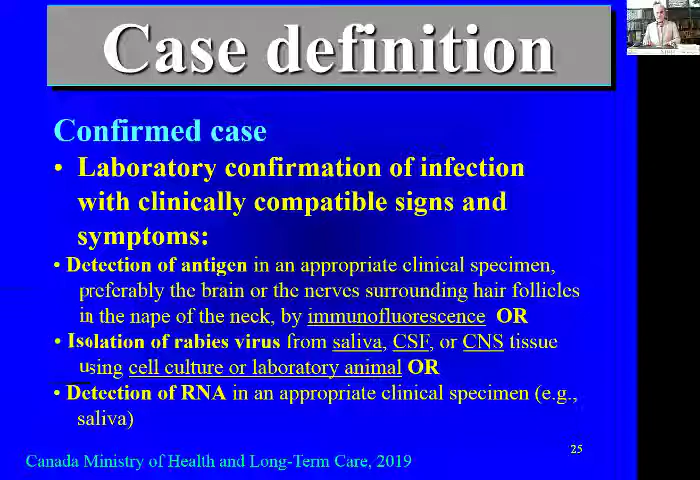 Case definition
Confirmed case
• Laboratory confirmation of infection
with clinically compatible signs and
symptoms:
• Detection of antigen in an appropriate clinical specimen,
preferably the brain or the nerves surrounding hair follicles
in the nape of the neck, by immunofluorescence OR
• Isolation of rabies virus from saliva, CSF, or CNS tissue
using cell culture or laboratory animal OR
• Detection of RNA in an appropriate clinical specimen (e.g.,
saliva)
25
Canada Ministry of Health and Long-Term Care, 2019